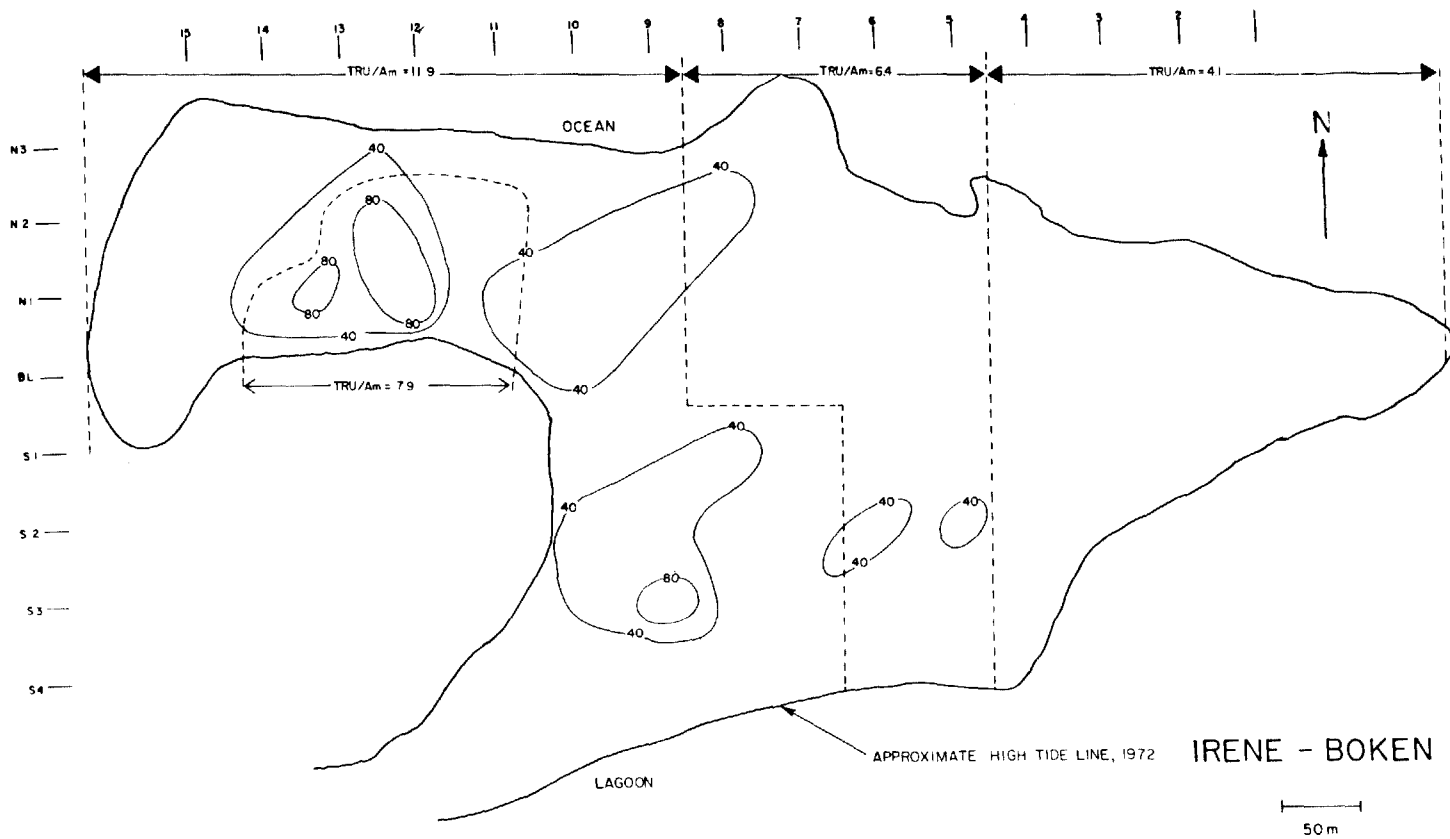 15 14 13 12 11 10 9 8 7 6 5 4 3 2 1
TRU/Am = 11.9 TRU/Am = 6.4 TRU/Am = 4.1
OCEAN
N
N3
40
40
N2
80
80
40
40
N1
80
80
40
BL
TRU/Am = 7.9
40
S1
40
40
40
40
S2
40
80
S3
40
S4
APPROXIMATE HIGH TIDE LINE, 1972
IRENE - BOKEN
LAGOON
50 m